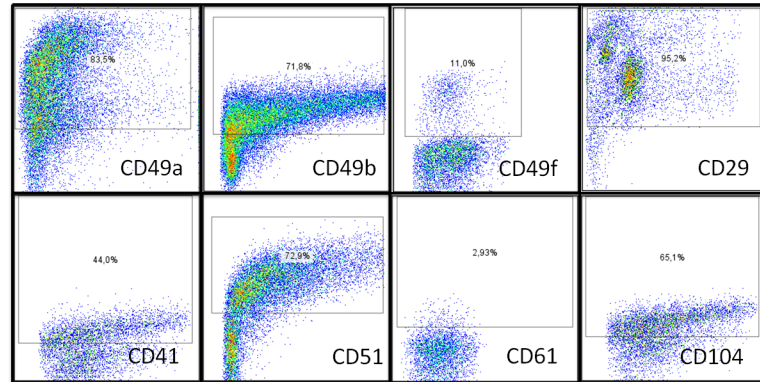 83,5%
CD49a
71,8%
CD49b
11,0%
CD49f
95,2%
CD29
44,0%
CD41
72,9%
CD51
2,93%
CD61
65,1%
CD104